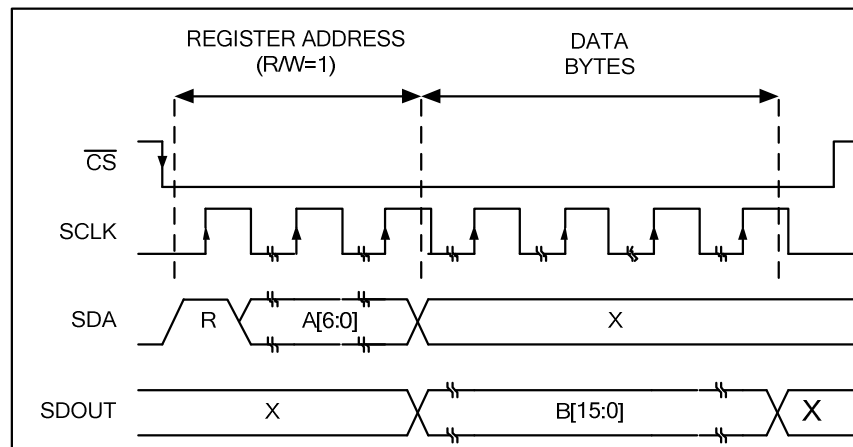 REGISTER ADDRESS
(R/W=1)
DATA
BYTES
CS
SCLK
SDA
R
A[6:0]
X
SDOUT
X
B[15:0]
X